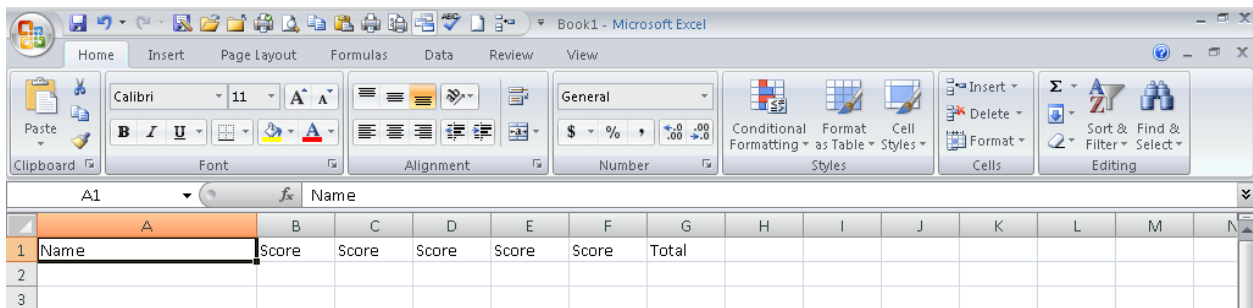 Book1 - Microsoft Excel
Home Insert Page Layout Formulas Data Review View
Calibri 11 A A General Insert Σ
Paste B I U A $ % , .0 .00 .00 .0 Conditional Formatting Format as Table Cell Styles Delete Format Sort & Filter Find & Select
Clipboard Font Alignment Number Styles Cells Editing
A1 fx Name
A B C D E F G H I J K L M N
1 Name Score Score Score Score Score Total
2
3